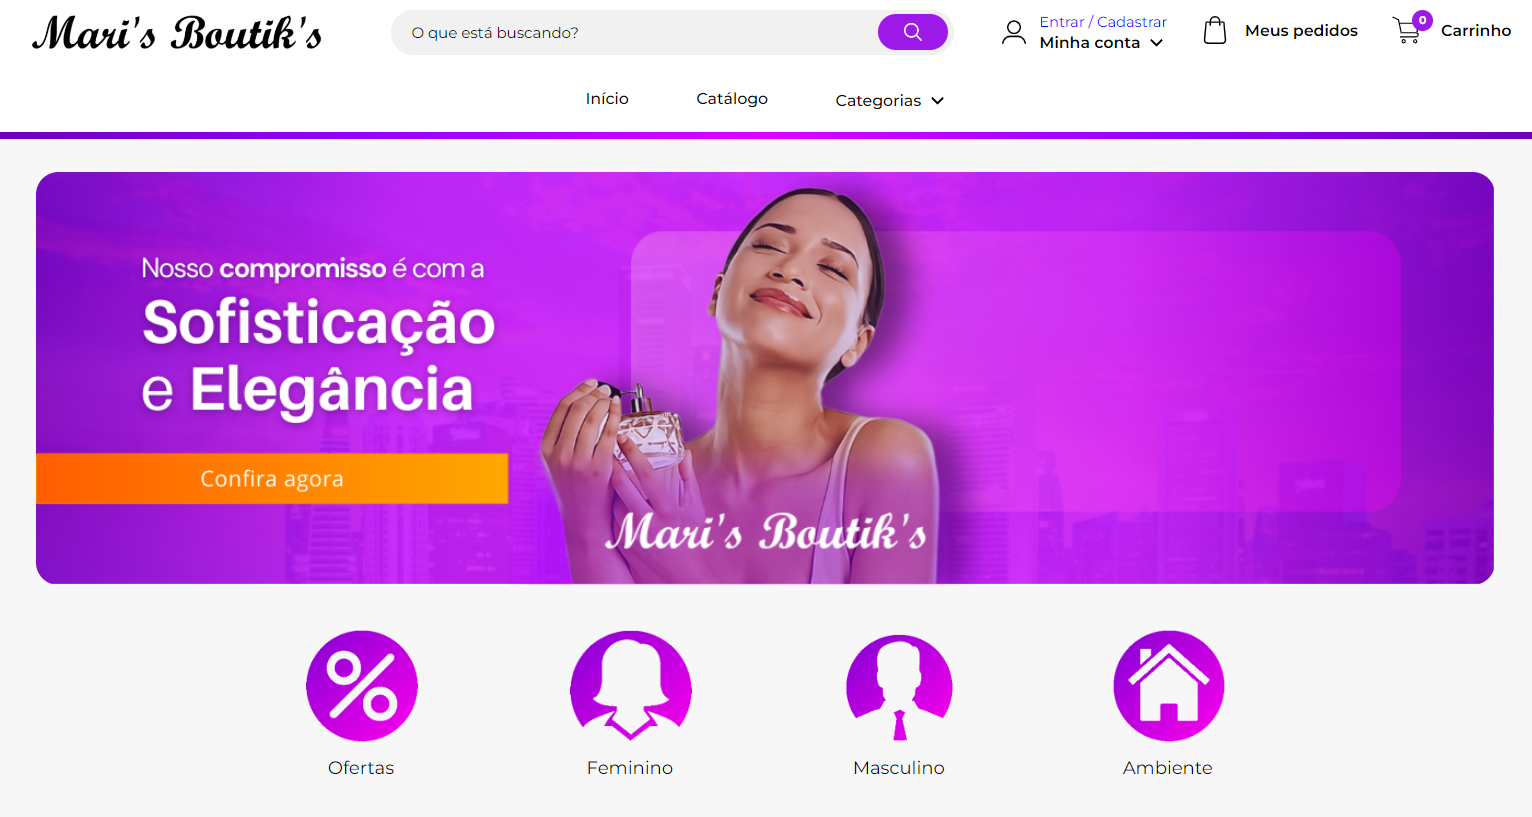 Mari's Boutik's
O que está buscando?
Entrar / Cadastrar
Minha conta
Meus pedidos
0
Carrinho
Início
Catálogo
Categorias
Nosso compromisso é com a
Sofisticação
e Elegância
Confira agora
Mari's Boutik's
Ofertas
Feminino
Masculino
Ambiente